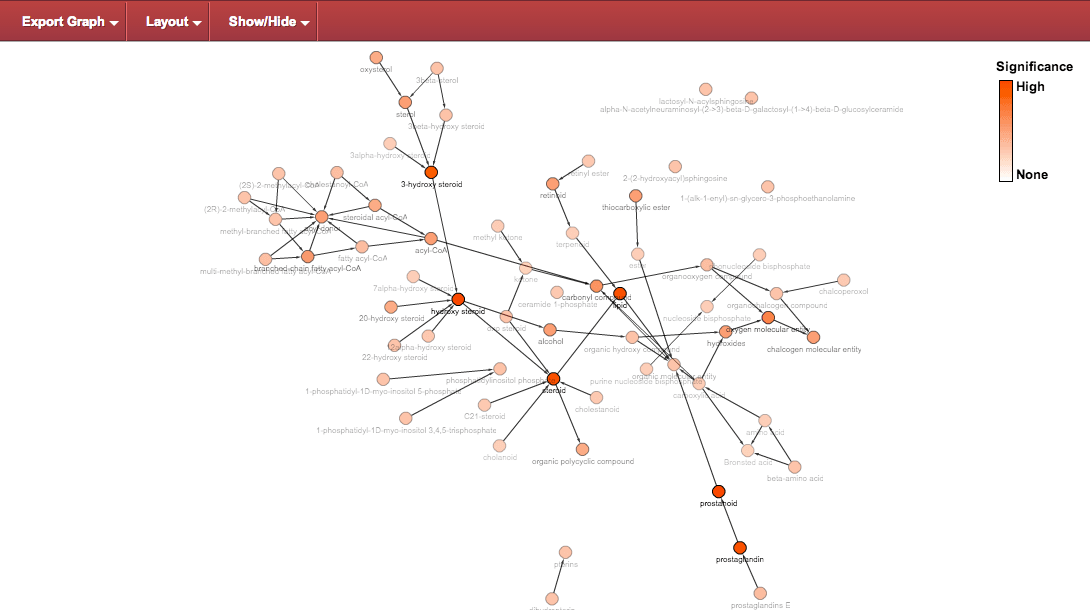 Export Graph
Layout
Show/Hide
Significance
High
None
oxysterol
3beta-sterol
sterol
3beta-hydroxy steroid
lactosyl-N-acylsphingosine
alpha-N-acetylneuraminosyl-(2->3)-beta-D-galactosyl-(1->4)-beta-D-glucosylceramide
3alpha-hydroxy steroid
3-hydroxy steroid
(2S)-2-methylacyl-CoA
cholestanoyl-CoA
retinyl ester
2-(2-hydroxyacyl)sphingosine
retinoid
1-(alk-1-enyl)-sn-glycero-3-phosphoethanolamine
(2R)-2-methylacyl-CoA
steroidal acyl-CoA
thiocarboxylic ester
methyl-branched fatty acyl-CoA
methyl ketone
terpenoid
acyl-CoA
fatty acyl-CoA
multi-methyl-branched fatty acyl-CoA
branched-chain fatty acyl-CoA
ester
ketone
organooxygen compound
nucleoside bisphosphate
7alpha-hydroxy steroid
ceramide 1-phosphate
carbonyl compound
lipid
organochalcogen compound
chalcoperoxol
hydroxy steroid
20-hydroxy steroid
nucleoside bisphosphate
oxo steroid
oxygen molecular entity
alcohol
hydroxides
12alpha-hydroxy steroid
22-hydroxy steroid
organic hydroxy compound
chalcogen molecular entity
phosphatidylinositol phosphate
organic molecular entity
purine nucleoside bisphosphate
1-phosphatidyl-1D-myo-inositol 5-phosphate
steroid
carboxylic acid
C21-steroid
cholestanoid
1-phosphatidyl-1D-myo-inositol 3,4,5-trisphosphate
amino acid
cholanoid
organic polycyclic compound
Bronsted acid
beta-amino acid
prostanoid
prostaglandin
pterins
prostaglandins E